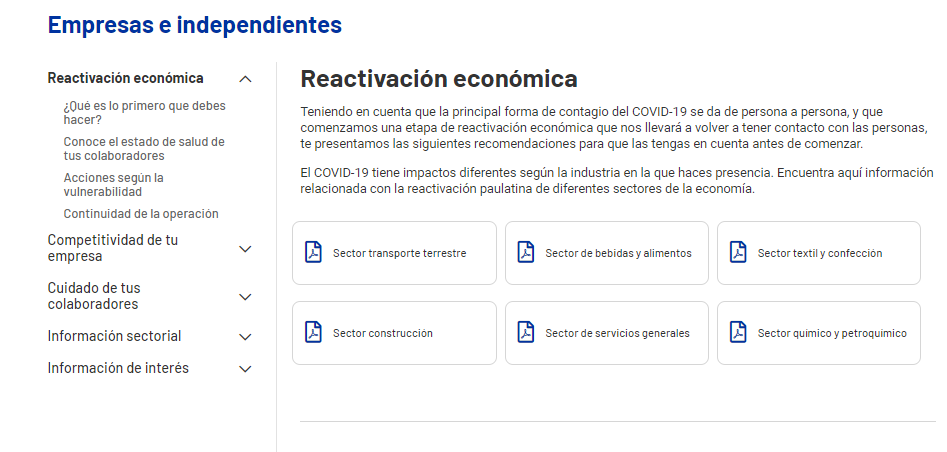 Empresas e independientes
Reactivación económica
¿Qué es lo primero que debes
hacer?
Conoce el estado de salud de
tus colaboradores
Acciones según la
vulnerabilidad
Continuidad de la operación
Competitividad de tu
empresa
Cuidado de tus
colaboradores
Información sectorial
Información de interés
Reactivación económica
Teniendo en cuenta que la principal forma de contagio del COVID-19 se da de persona a persona, y que
comenzamos una etapa de reactivación económica que nos llevará a volver a tener contacto con las personas,
te presentamos las siguientes recomendaciones para que las tengas en cuenta antes de comenzar.
El COVID-19 tiene impactos diferentes según la industria en la que haces presencia. Encuentra aquí información
relacionada con la reactivación paulatina de diferentes sectores de la economía.
Sector transporte terrestre
Sector de bebidas y alimentos
Sector textil y confección
Sector construcción
Sector de servicios generales
Sector químico y petroquímico